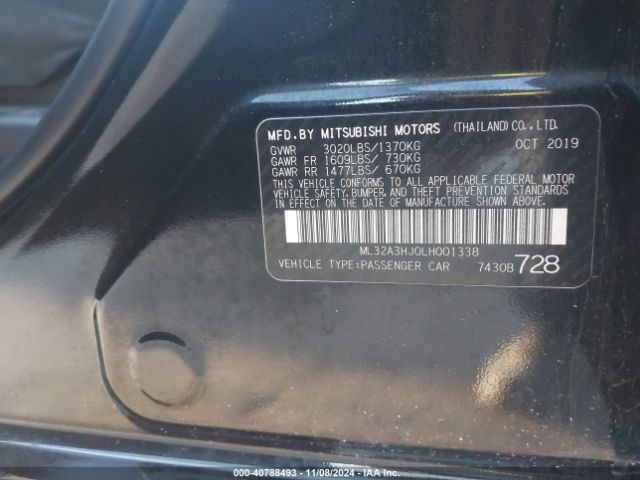 MFD.BY MITSUBISHI MOTORS (THAILAND) CO.,LTD.
GVWR 3020LBS/1370KG OCT 2019
GAWR FR 1609LBS/ 730KG
GAWR RR 1477LBS/ 670KG
THIS VEHICLE CONFORMS TO ALL APPLICABLE FEDERAL MOTOR
VEHICLE SAFETY, BUMPER, AND THEFT PREVENTION STANDARDS
IN EFFECT ON THE DATE OF MANUFACTURE SHOWN ABOVE.
ML32A3HJ0LH001338
VEHICLE TYPE:PASSENGER CAR 7430B 728
000-40788493 - 11/08/2024 - IAA Inc.